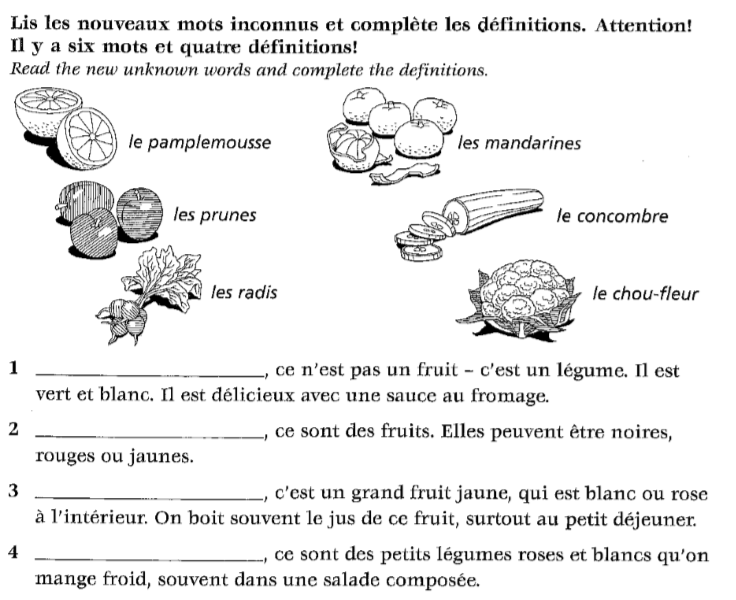 Lis les nouveaux mots inconnus et complète les définitions. Attention!
Il y a six mots et quatre définitions!
Read the new unknown words and complete the definitions.
le pamplemousse
les mandarines
les prunes
le concombre
les radis
le chou-fleur
1 ____________________, ce n'est pas un fruit – c'est un légume. Il est
vert et blanc. Il est délicieux avec une sauce au fromage.
2 ____________________, ce sont des fruits. Elles peuvent être noires,
rouges ou jaunes.
3 ____________________, c'est un grand fruit jaune, qui est blanc ou rose
à l'intérieur. On boit souvent le jus de ce fruit, surtout au petit déjeuner.
4 ____________________, ce sont des petits légumes roses et blancs qu'on
mange froid, souvent dans une salade composée.